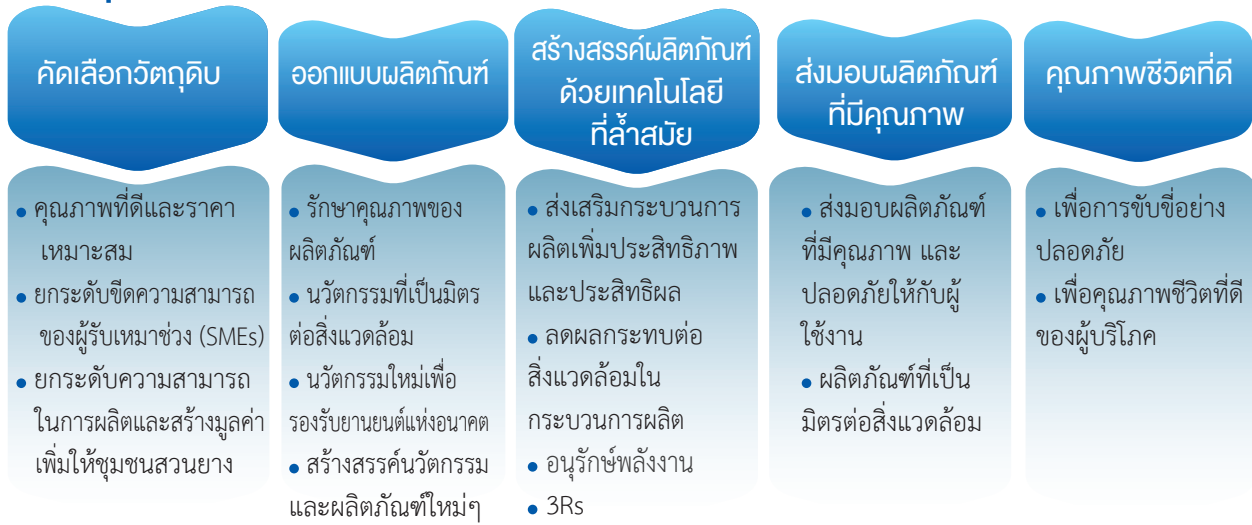 คัดเลือกวัตถุดิบ
• คุณภาพที่ดีและราคา
เหมาะสม
• ยกระดับขีดความสามารถ
ของผู้รับเหมาช่วง (SMEs)
• ยกระดับความสามารถ
ในการผลิตและสร้างมูลค่า
เพิ่มให้ชุมชนสวนยาง
ออกแบบผลิตภัณฑ์
• รักษาคุณภาพของ
ผลิตภัณฑ์
• นวัตกรรมที่เป็นมิตร
ต่อสิ่งแวดล้อม
• นวัตกรรมใหม่เพื่อ
รองรับยานยนต์แห่งอนาคต
• สร้างสรรค์นวัตกรรม
และผลิตภัณฑ์ใหม่ๆ
สร้างสรรค์ผลิตภัณฑ์
ด้วยเทคโนโลยี
ที่ล้ำสมัย
• ส่งเสริมกระบวนการ
ผลิตเพิ่มประสิทธิภาพ
และประสิทธิผล
• ลดผลกระทบต่อ
สิ่งแวดล้อมใน
กระบวนการผลิต
• อนุรักษ์พลังงาน
• 3Rs
ส่งมอบผลิตภัณฑ์
ที่มีคุณภาพ
• ส่งมอบผลิตภัณฑ์
ที่มีคุณภาพ และ
ปลอดภัยให้กับผู้
ใช้งาน
• ผลิตภัณฑ์ที่เป็น
มิตรต่อสิ่งแวดล้อม
คุณภาพชีวิตที่ดี
• เพื่อการขับขี่อย่าง
ปลอดภัย
• เพื่อคุณภาพชีวิตที่ดี
ของผู้บริโภค